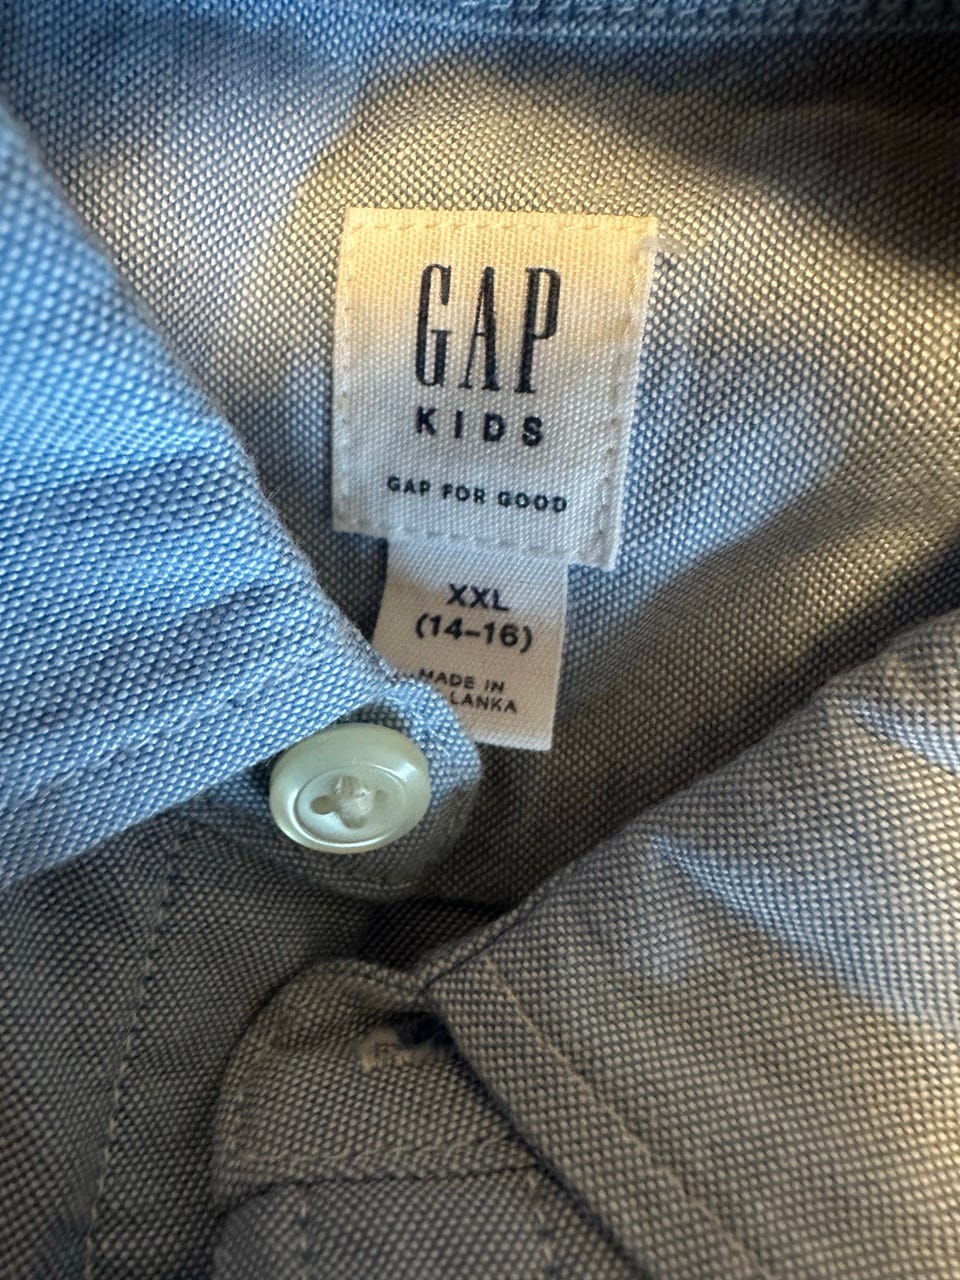 GAP
KIDS
GAP FOR GOOD
XXL
(14–16)
MADE IN
LANKA